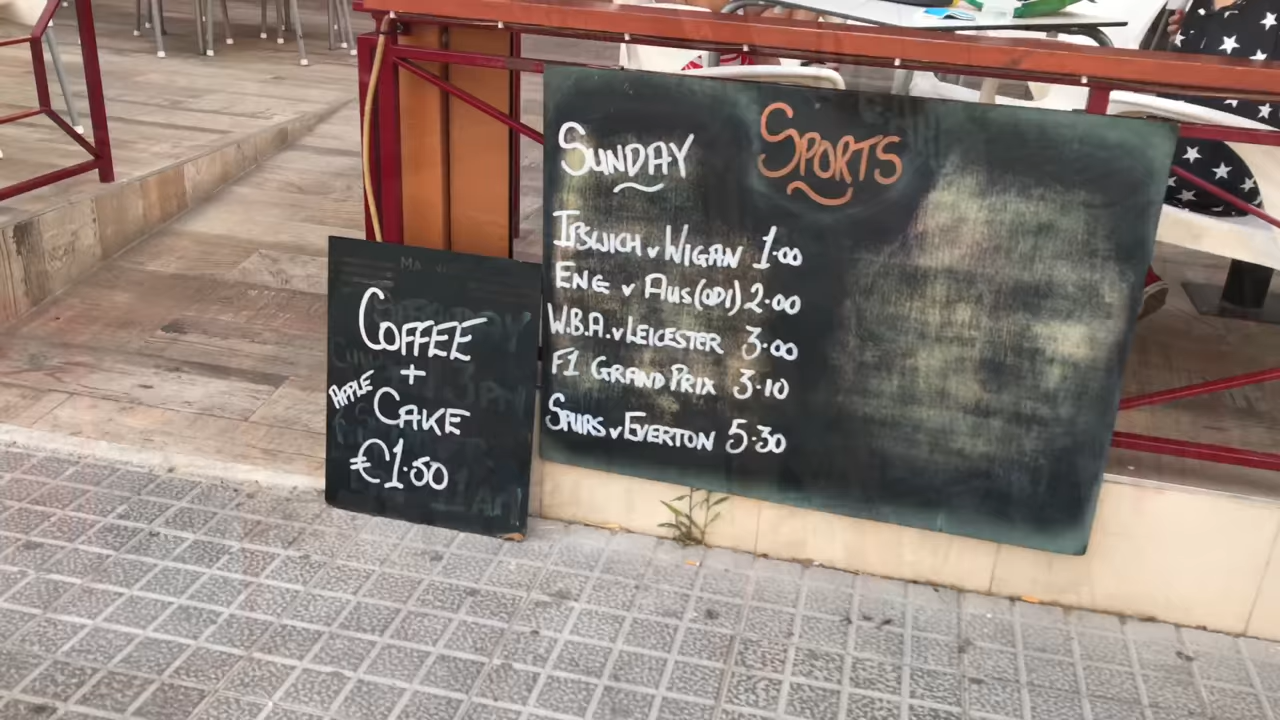 COFFEE
+
APPLE CAKE
€1.50
SUNDAY SPORTS
IPSWICH v WIGAN 1.00
ENG v AUS (ODI) 2.00
W.B.A. v LEICESTER 3.00
F1 GRAND PRIX 3.10
SPURS v EVERTON 5.30